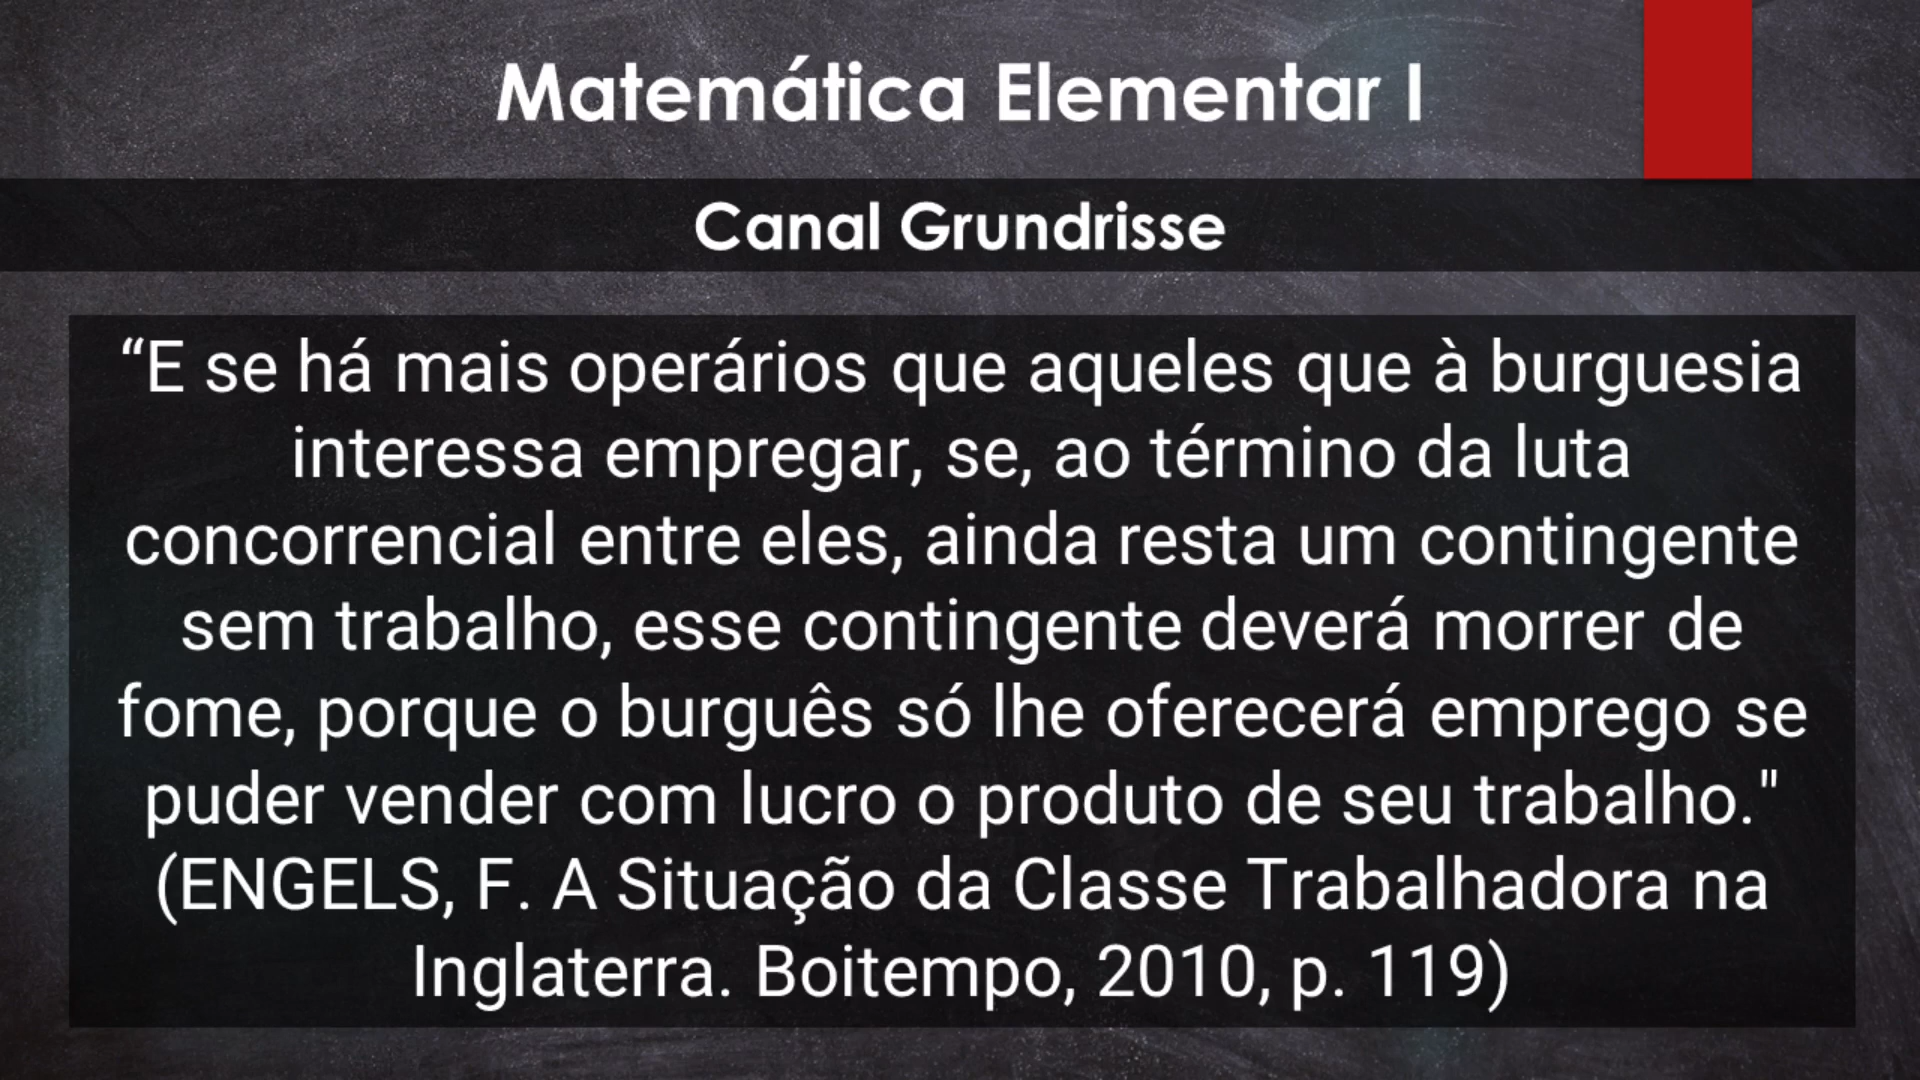 Matemática Elementar I
Canal Grundrisse
“E se há mais operários que aqueles que à burguesia
interessa empregar, se, ao término da luta
concorrencial entre eles, ainda resta um contingente
sem trabalho, esse contingente deverá morrer de
fome, porque o burguês só lhe oferecerá emprego se
puder vender com lucro o produto de seu trabalho."
(ENGELS, F. A Situação da Classe Trabalhadora na
Inglaterra. Boitempo, 2010, p. 119)